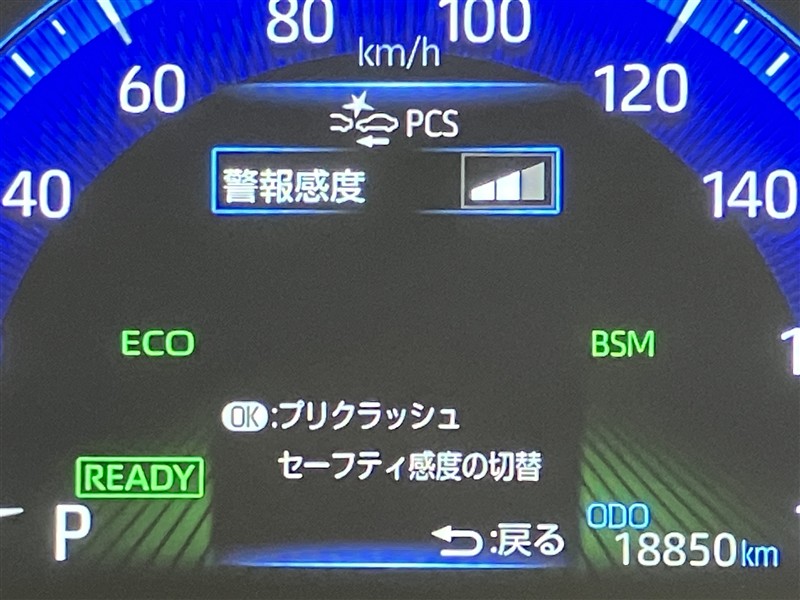 80
100
km/h
60
120
PCS
40
警報感度
140
ECO
BSM
OK:プリクラッシュ
セーフティ感度の切替
READY
P
:戻る
ODO
18850km